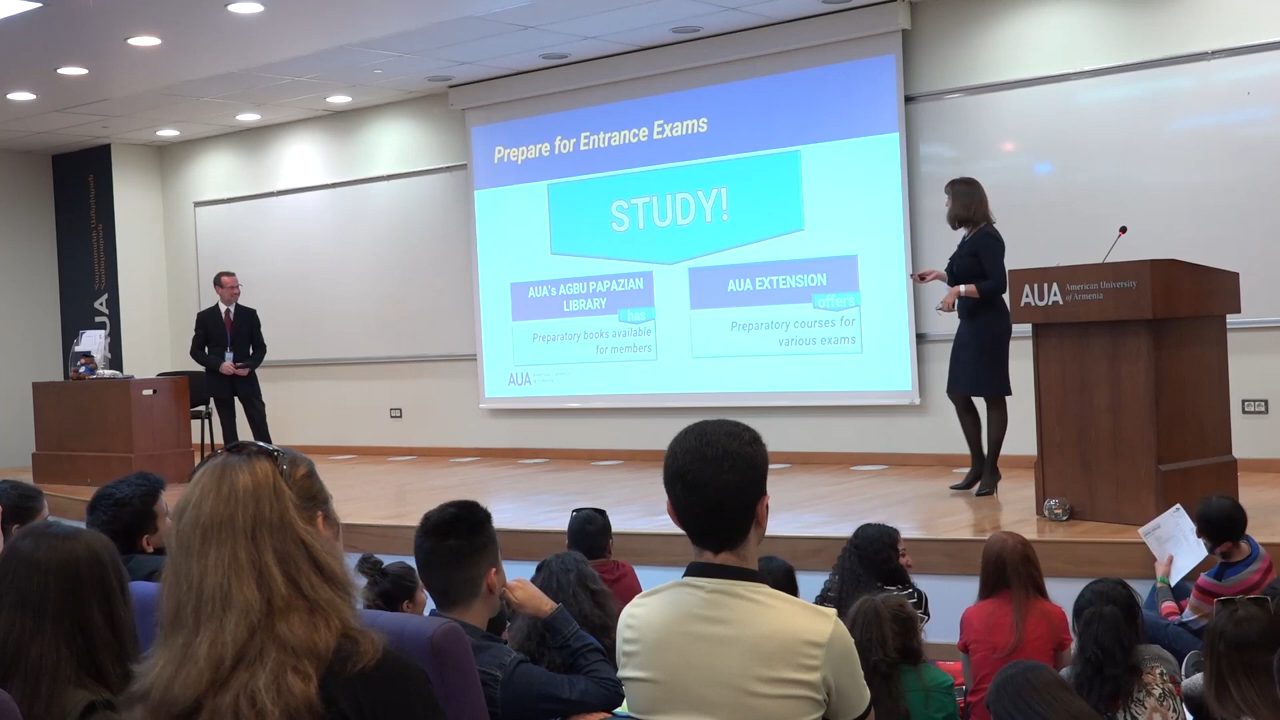 Prepare for Entrance Exams
STUDY!
AUA's AGBU PAPAZIAN
LIBRARY
has
Preparatory books available
for members
AUA EXTENSION
offers
Preparatory courses for
various exams
AUA
AUA American University
of Armenia
AUA